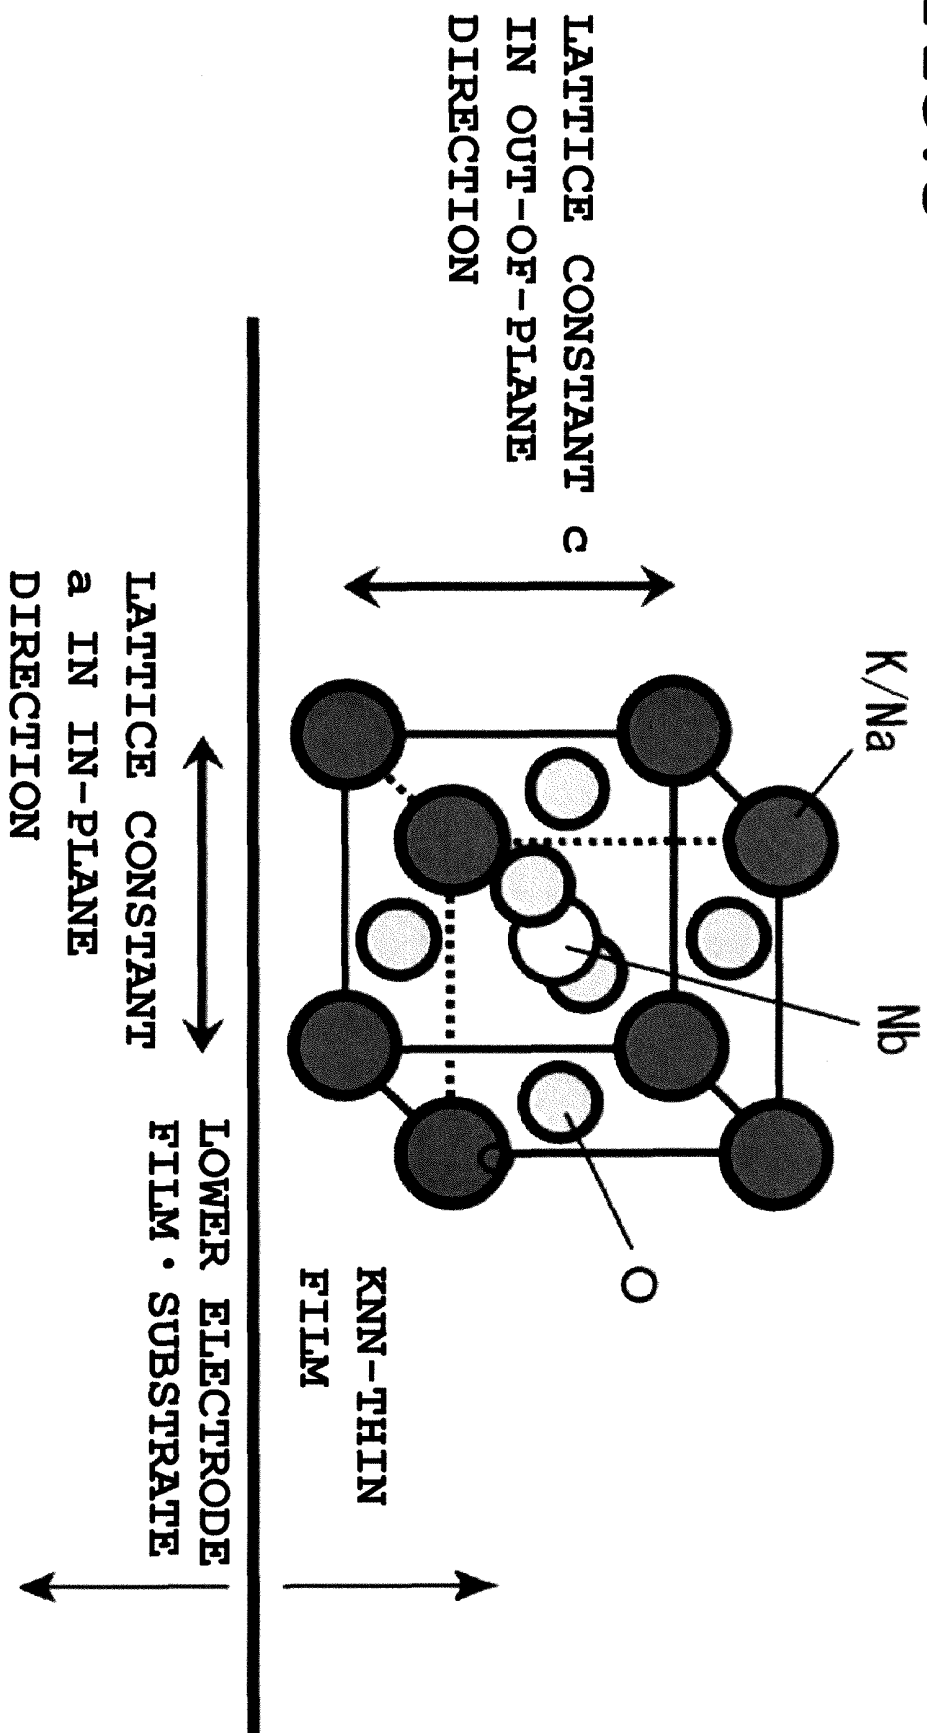 LATTICE CONSTANT c
IN OUT-OF-PLANE
DIRECTION
K/Na
Nb
O
KNN-THIN
FILM
LOWER ELECTRODE
FILM・SUBSTRATE
LATTICE CONSTANT
a IN IN-PLANE
DIRECTION